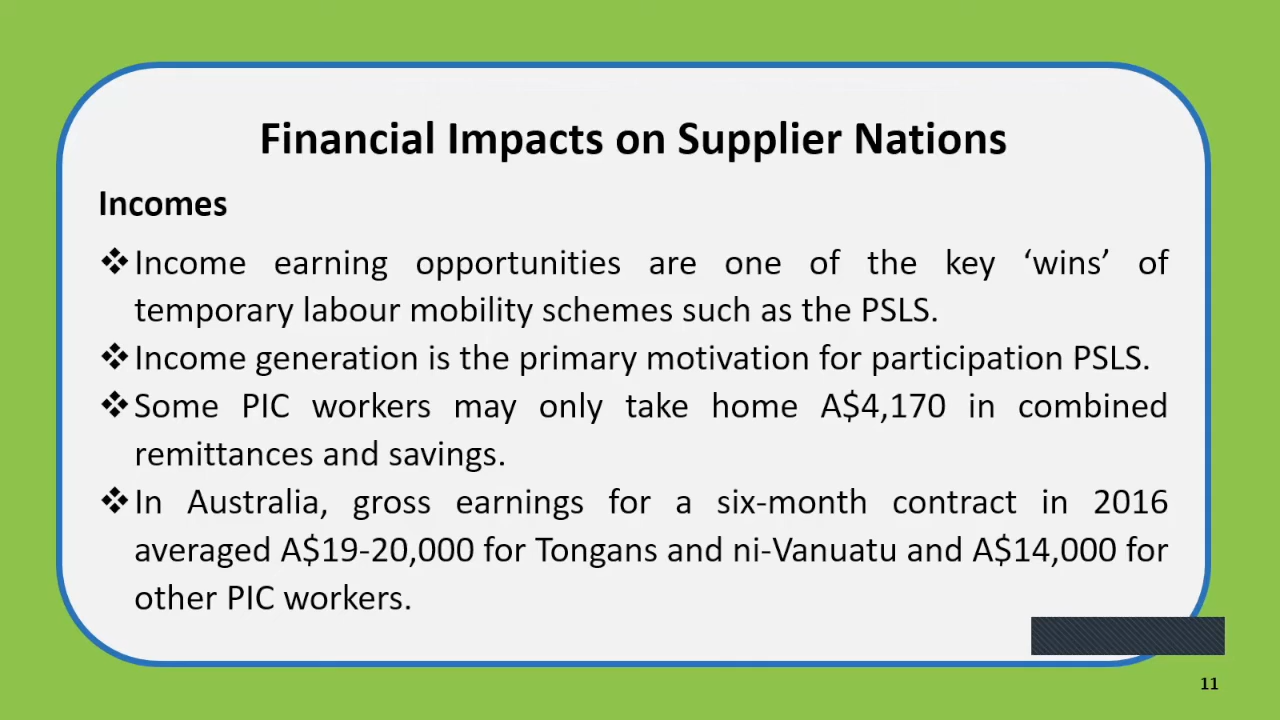 Financial Impacts on Supplier Nations
Incomes
❖Income earning opportunities are one of the key ‘wins’ of
temporary labour mobility schemes such as the PSLS.
❖Income generation is the primary motivation for participation PSLS.
❖Some PIC workers may only take home A$4,170 in combined
remittances and savings.
❖In Australia, gross earnings for a six-month contract in 2016
averaged A$19-20,000 for Tongans and ni-Vanuatu and A$14,000 for
other PIC workers.
11